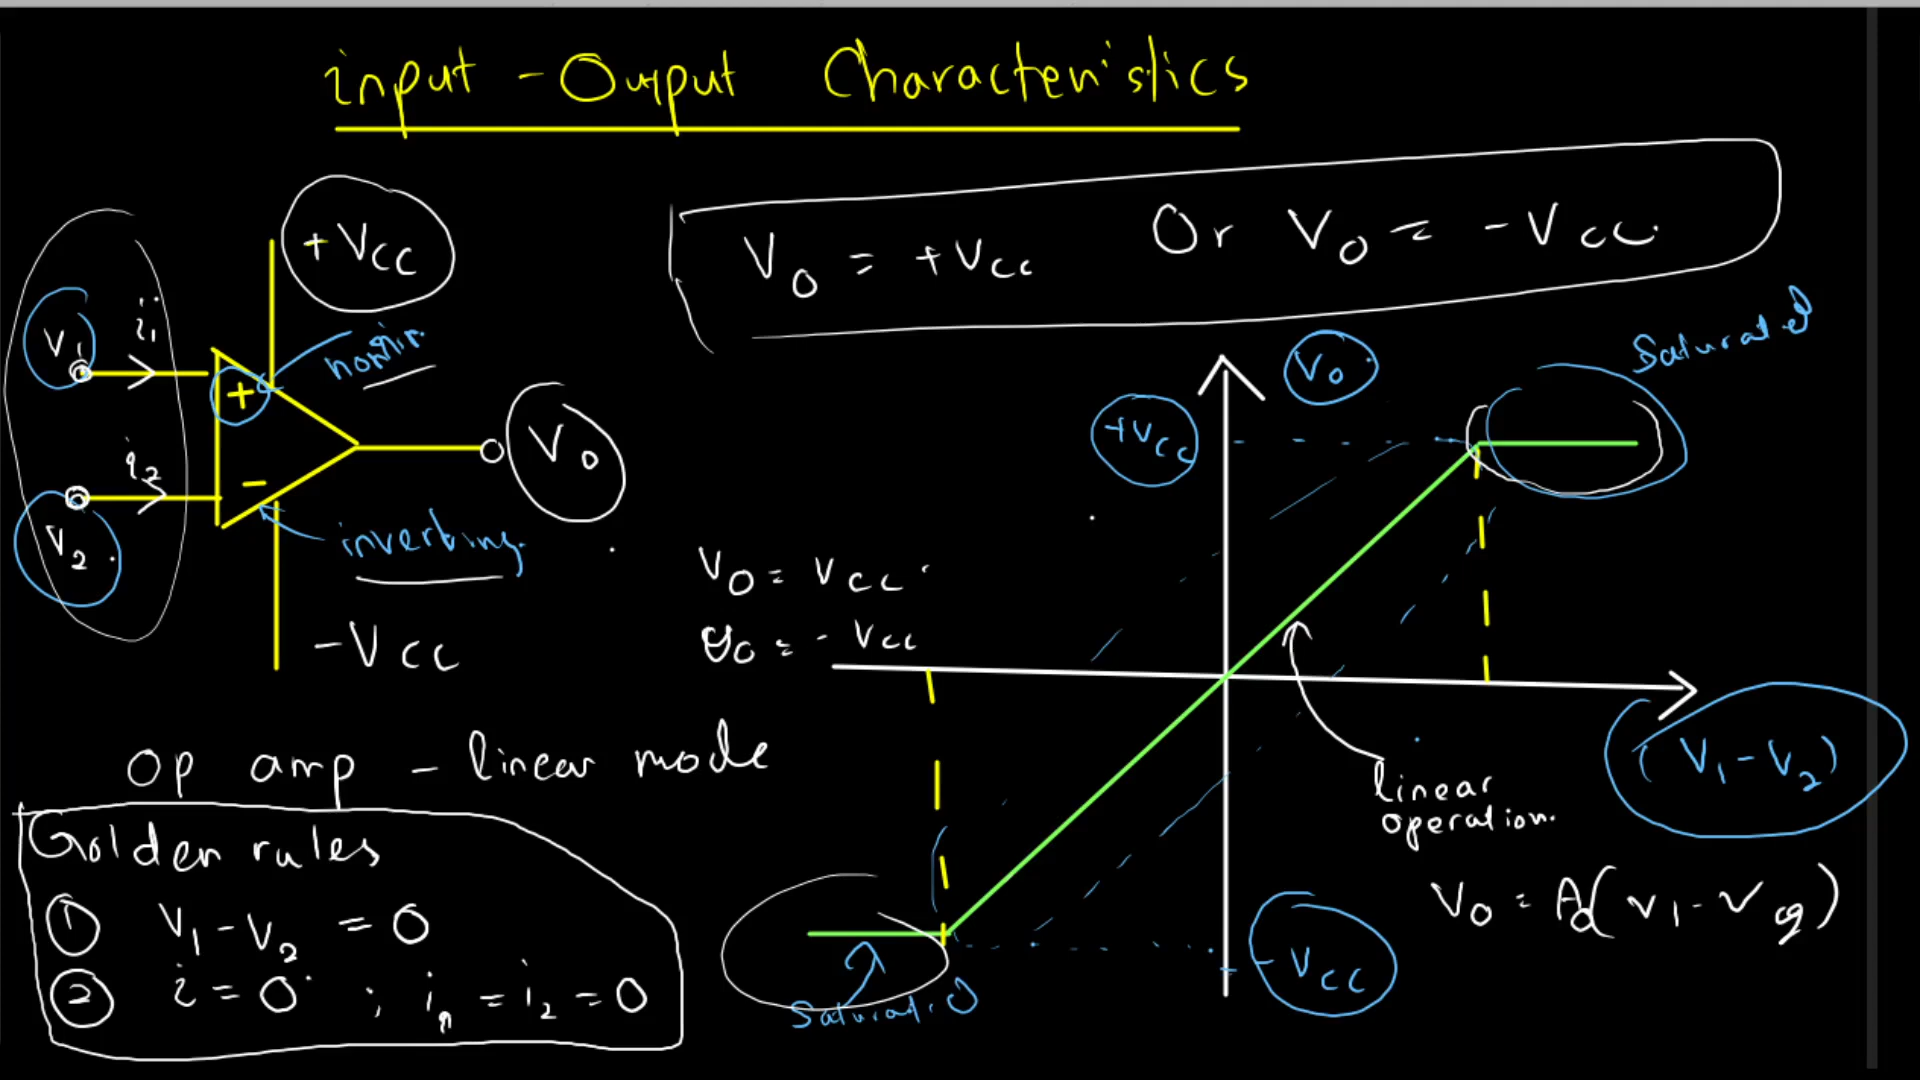 input - Output Characteristics
+Vcc
Vo = +Vcc Or Vo = -Vcc.
V1 i1
+
i2
V2
-
inverting.
Vo
-Vcc
Vo = Vcc
Vo = - Vcc
Saturated
Vo
+Vcc
(V1 - V2)
linear
operation.
Vo = Ad(V1 - V2)
-Vcc
Op amp - linear mode
Golden rules
① V1 - V2 = 0
② i = 0 ; i1 = i2 = 0